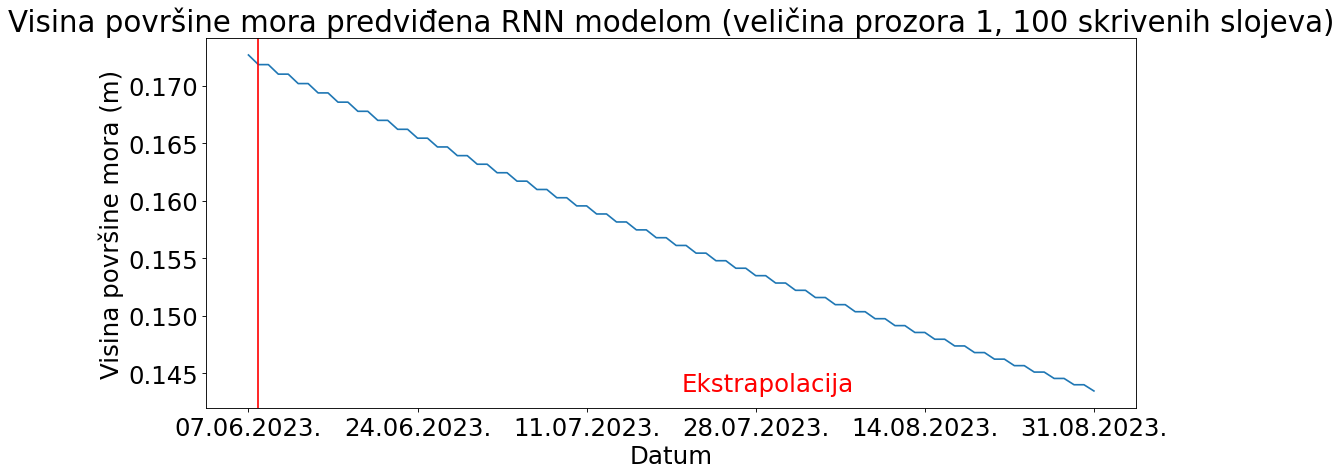 Visina površine mora predviđena RNN modelom (veličina prozora 1, 100 skrivenih slojeva)
Visina površine mora (m)
0.170
0.165
0.160
0.155
0.150
0.145
Ekstrapolacija
07.06.2023. 24.06.2023. 11.07.2023. 28.07.2023. 14.08.2023. 31.08.2023.
Datum